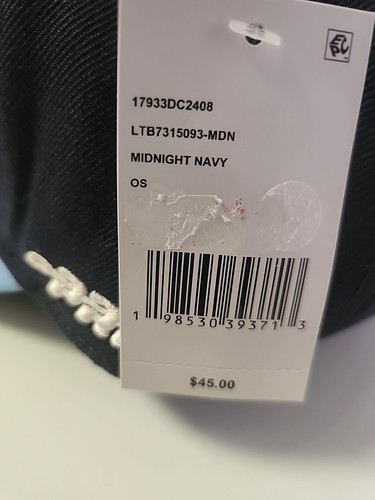 17933DC2408
LTB7315093-MDN
MIDNIGHT NAVY
OS
1 98530 39371 3
$45.00